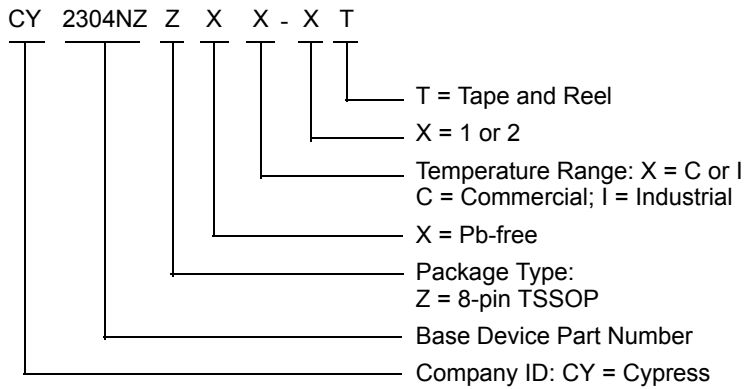 CY 2304NZ Z X X - X T
T = Tape and Reel
X = 1 or 2
Temperature Range: X = C or I
C = Commercial; I = Industrial
X = Pb-free
Package Type:
Z = 8-pin TSSOP
Base Device Part Number
Company ID: CY = Cypress